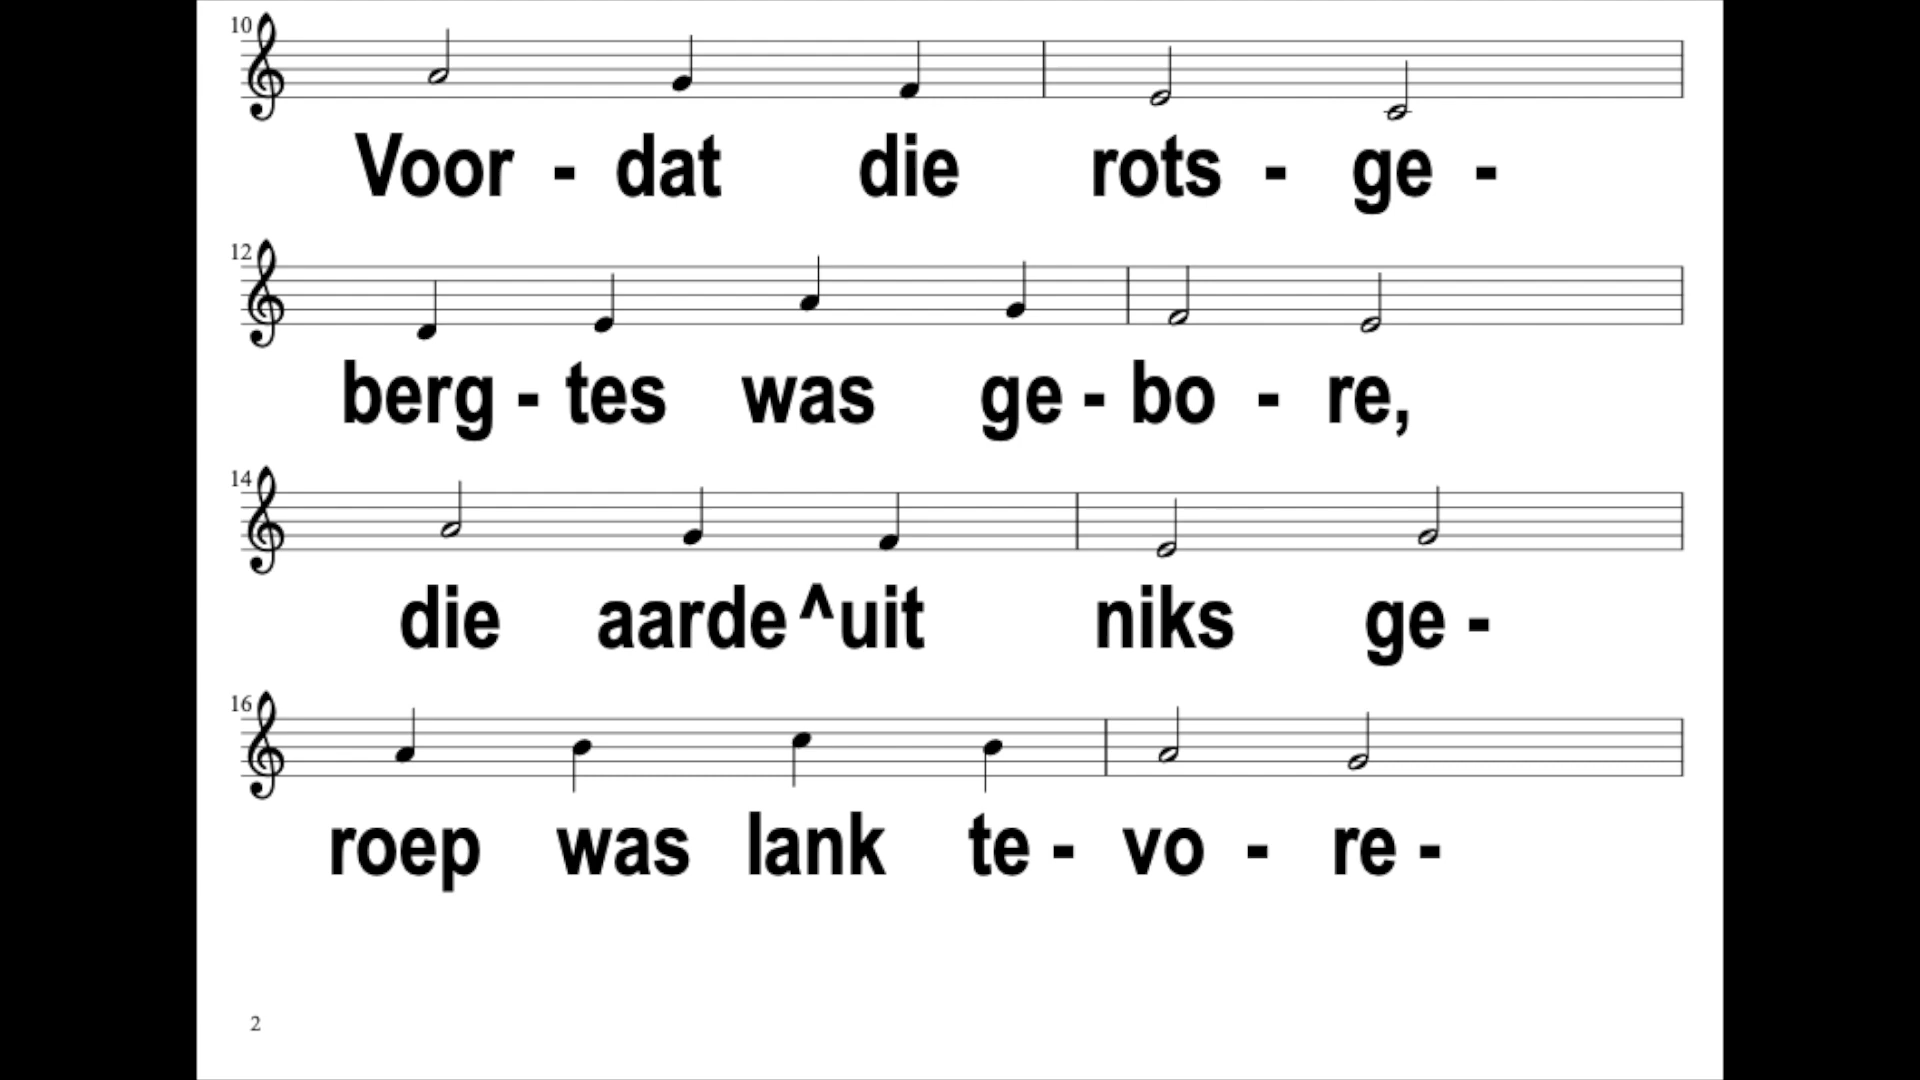 10
Voor - dat die rots - ge -
12
berg - tes was ge - bo - re,
14
die aarde ^uit niks ge -
16
roep was lank te - vo - re -
2